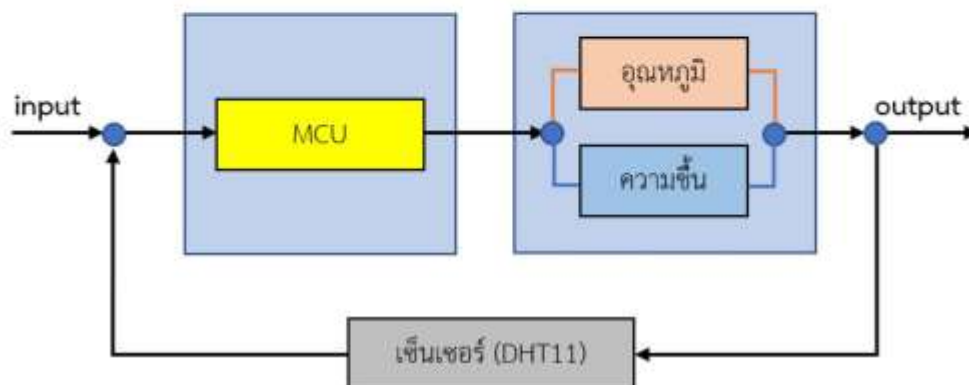 input
MCU
อุณหภูมิ
ความชื้น
output
เซ็นเซอร์ (DHT11)